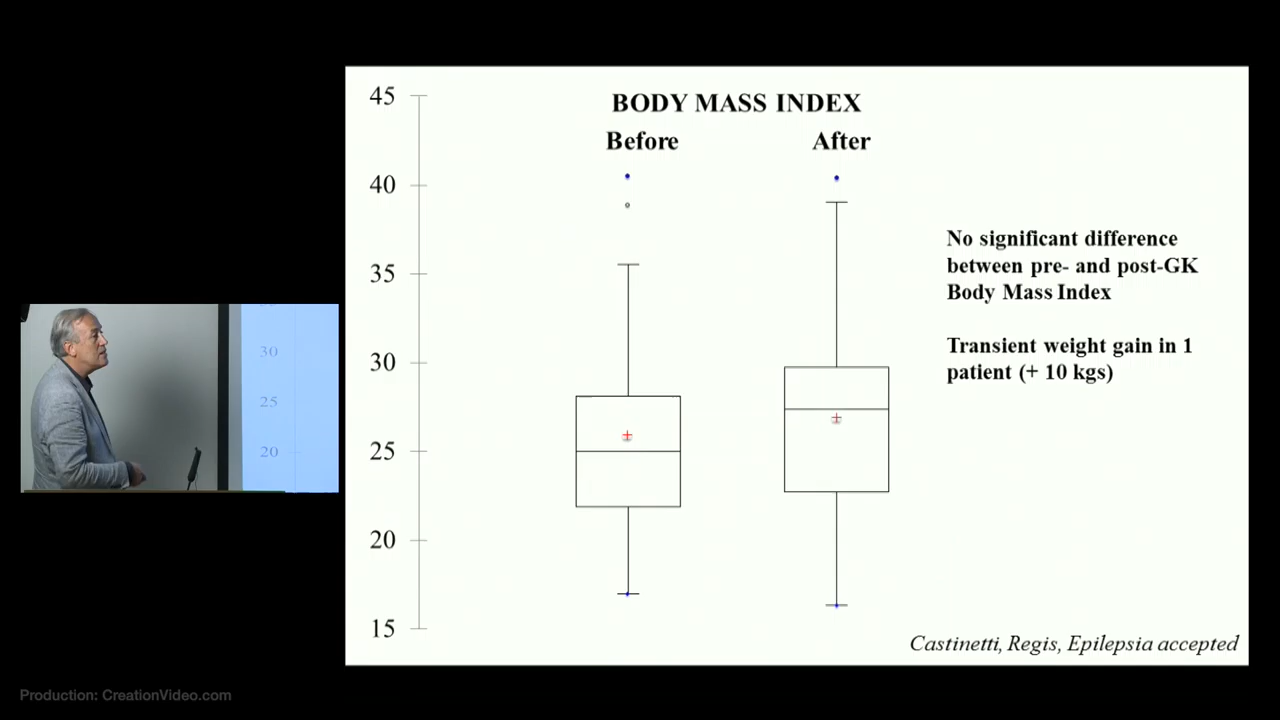 45
BODY MASS INDEX
Before
After
40
35
30
25
20
15
No significant difference
between pre- and post-GK
Body Mass Index
Transient weight gain in 1
patient (+ 10 kgs)
Castinetti, Regis, Epilepsia accepted
30
25
20
Production: CreationVideo.com